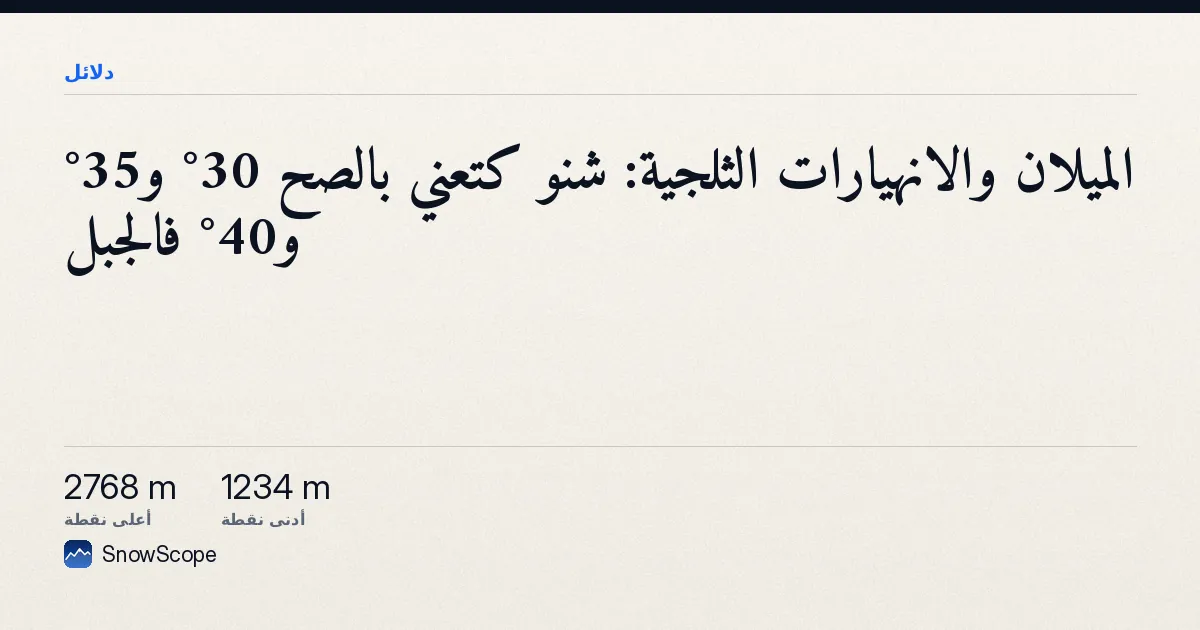 دلائل
الميلان والانهيارات الثلجية: شنو كتعني بالصح 30° و35°
و40° فالجبل
2768 m
أعلى نقطة
1234 m
أدنى نقطة
SnowScope